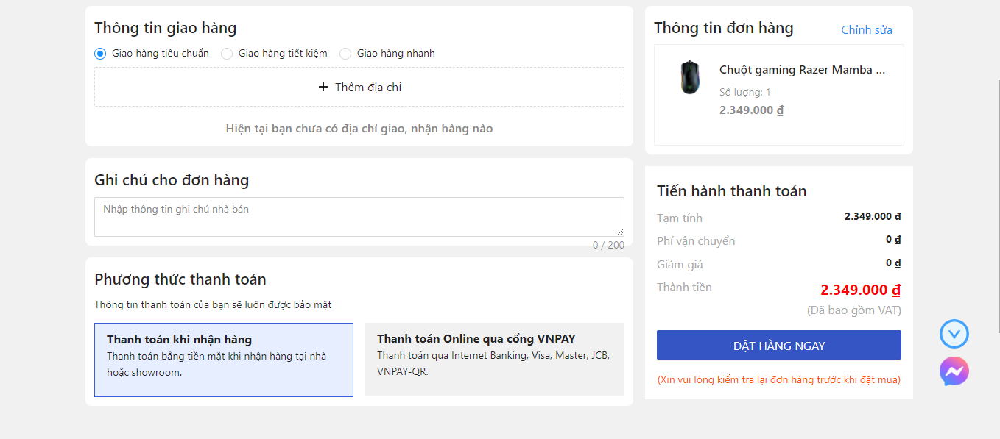 Thông tin giao hàng
Giao hàng tiêu chuẩn
Giao hàng tiết kiệm
Giao hàng nhanh
+ Thêm địa chỉ
Hiện tại bạn chưa có địa chỉ giao, nhận hàng nào
Ghi chú cho đơn hàng
Nhập thông tin ghi chú nhà bán
0 / 200
Phương thức thanh toán
Thông tin thanh toán của bạn sẽ luôn được bảo mật
Thanh toán khi nhận hàng
Thanh toán bằng tiền mặt khi nhận hàng tại nhà
hoặc showroom.
Thanh toán Online qua cổng VNPAY
Thanh toán qua Internet Banking, Visa, Master, JCB,
VNPAY-QR.
Thông tin đơn hàng
Chỉnh sửa
Chuột gaming Razer Mamba ...
Số lượng: 1
2.349.000 ₫
Tiến hành thanh toán
Tạm tính 2.349.000 ₫
Phí vận chuyển 0 ₫
Giảm giá 0 ₫
Thành tiền 2.349.000 ₫
(Đã bao gồm VAT)
ĐẶT HÀNG NGAY
(Xin vui lòng kiểm tra lại đơn hàng trước khi đặt mua)